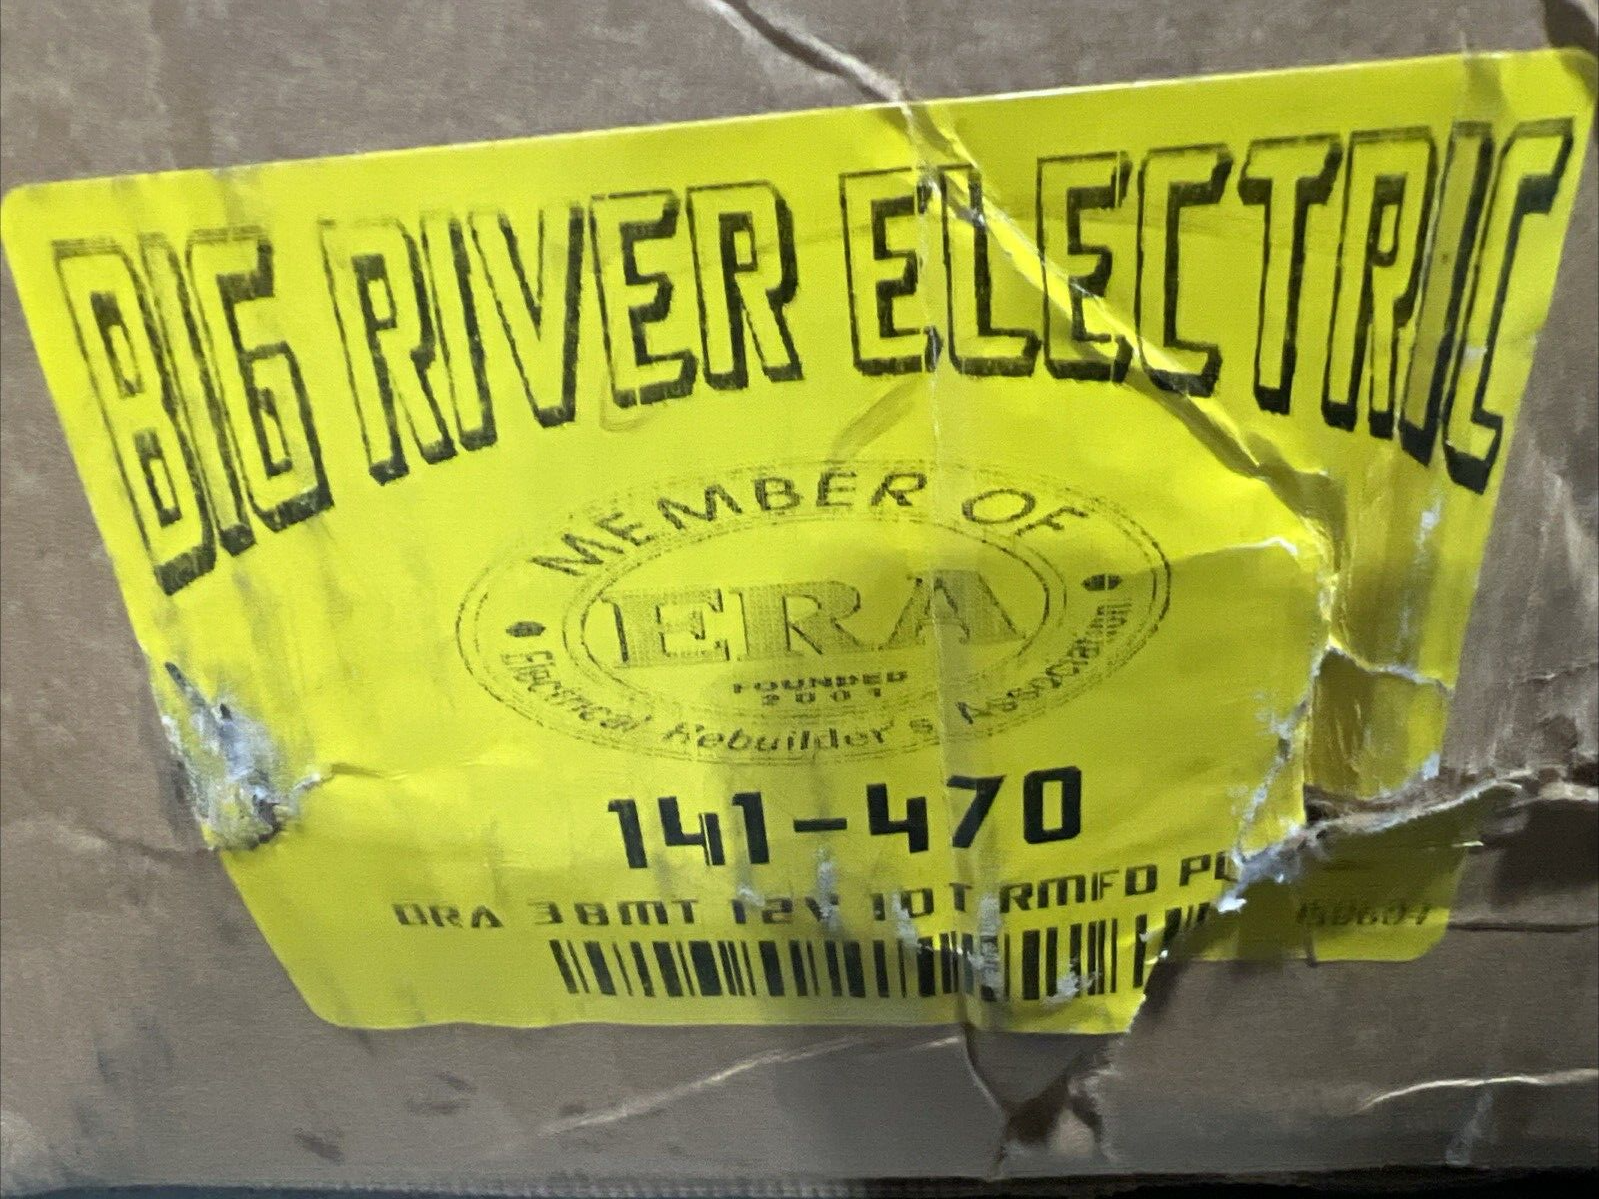 BIG RIVER ELECTRIC
MEMBER OF
ERA
FOUNDED
2001
Electrical Rebuilder's Association
141-470
DRA 38MT 12V 10T RMFD